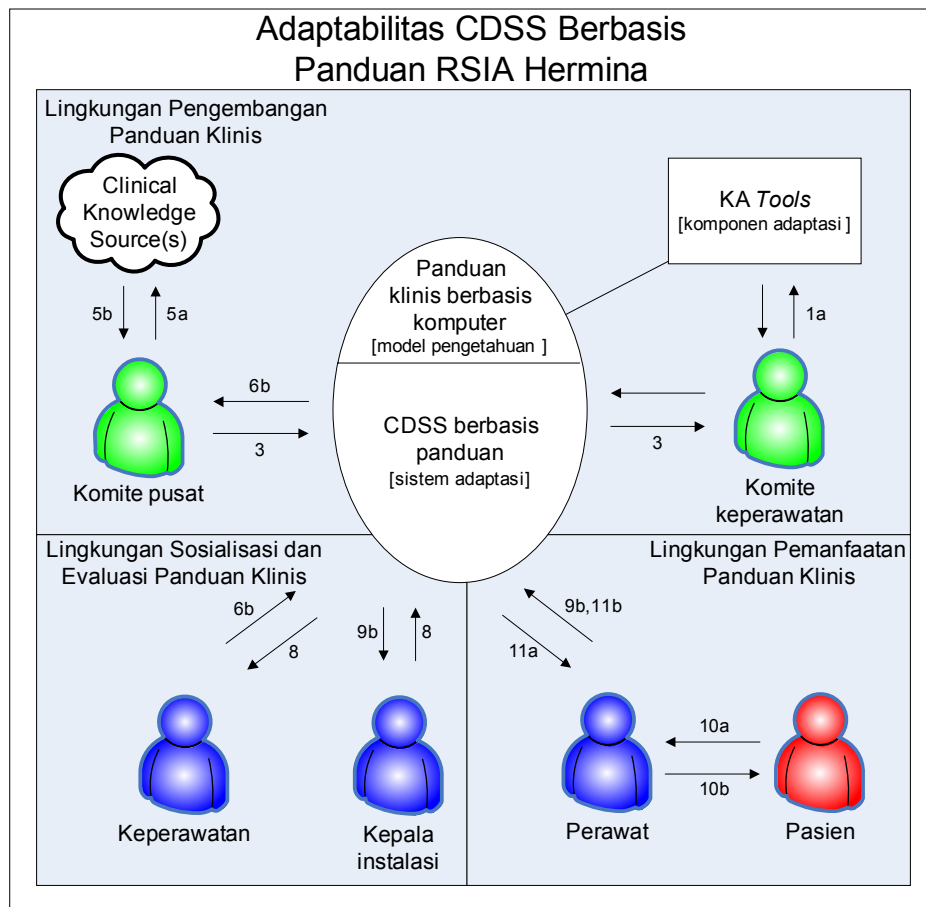 Adaptabilitas CDSS Berbasis
Panduan RSIA Hermina
Lingkungan Pengembangan
Panduan Klinis
Clinical
Knowledge
Source(s)
KA Tools
[komponen adaptasi ]
Panduan
klinis berbasis
komputer
[model pengetahuan ]
5b
5a
1a
6b
3
CDSS berbasis
panduan
[sistem adaptasi]
3
Komite pusat
Komite
keperawatan
Lingkungan Sosialisasi dan
Evaluasi Panduan Klinis
Lingkungan Pemanfaatan
Panduan Klinis
6b
8
9b
8
9b,11b
11a
10a
10b
Keperawatan
Kepala
instalasi
Perawat
Pasien